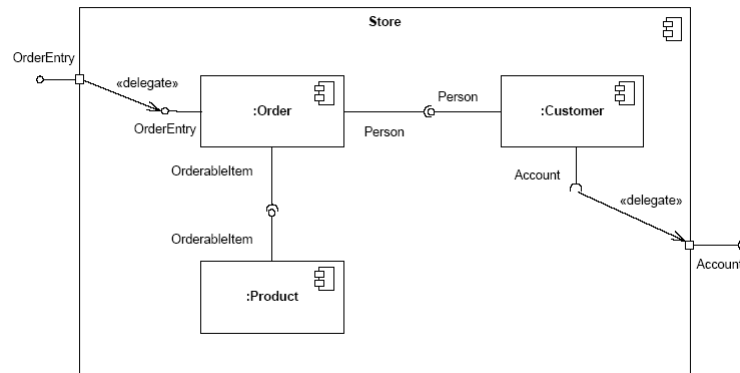 Store
OrderEntry
«delegate»
:Order
OrderEntry
Person
Person
:Customer
OrderableItem
Account
«delegate»
OrderableItem
Account
:Product